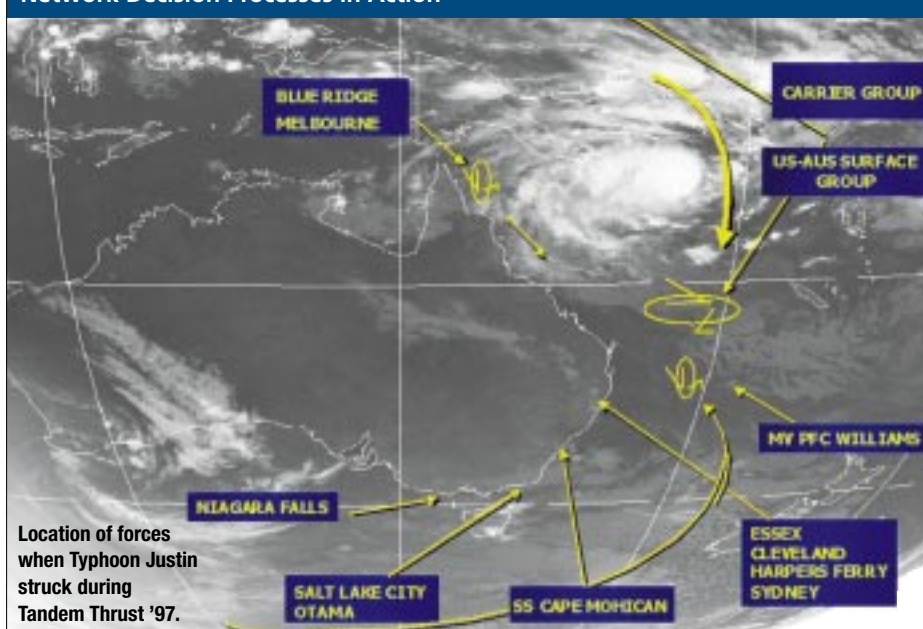 Network Decision Processes in Action
BLUE RIDGE
MELBOURNE
CARRIER GROUP
US-AUS SURFACE
GROUP
MV PFC WILLIAMS
NIAGARA FALLS
SALT LAKE CITY
OTAMA
SS CAPE MOHICAN
ESSEX
CLEVELAND
HARPERS FERRY
SYDNEY
Location of forces
when Typhoon Justin
struck during
Tandem Thrust ’97.